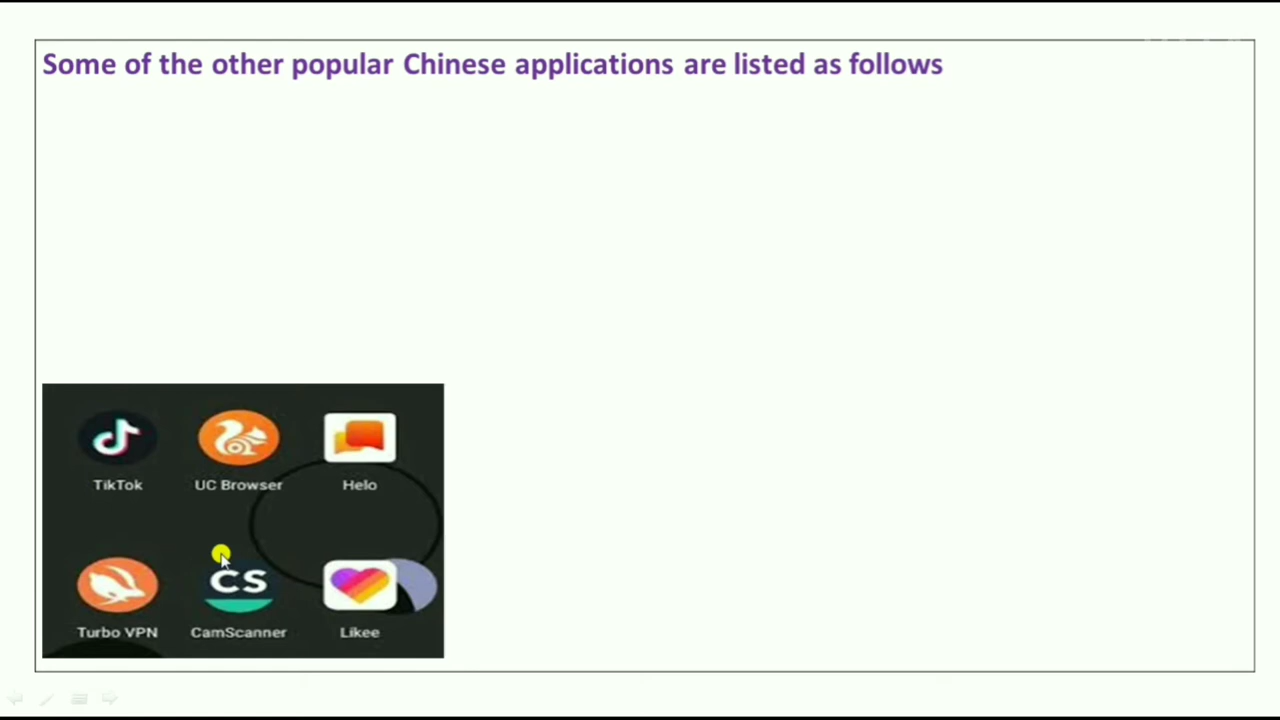 Some of the other popular Chinese applications are listed as follows
TikTok UC Browser Helo
CS
Turbo VPN CamScanner Likee